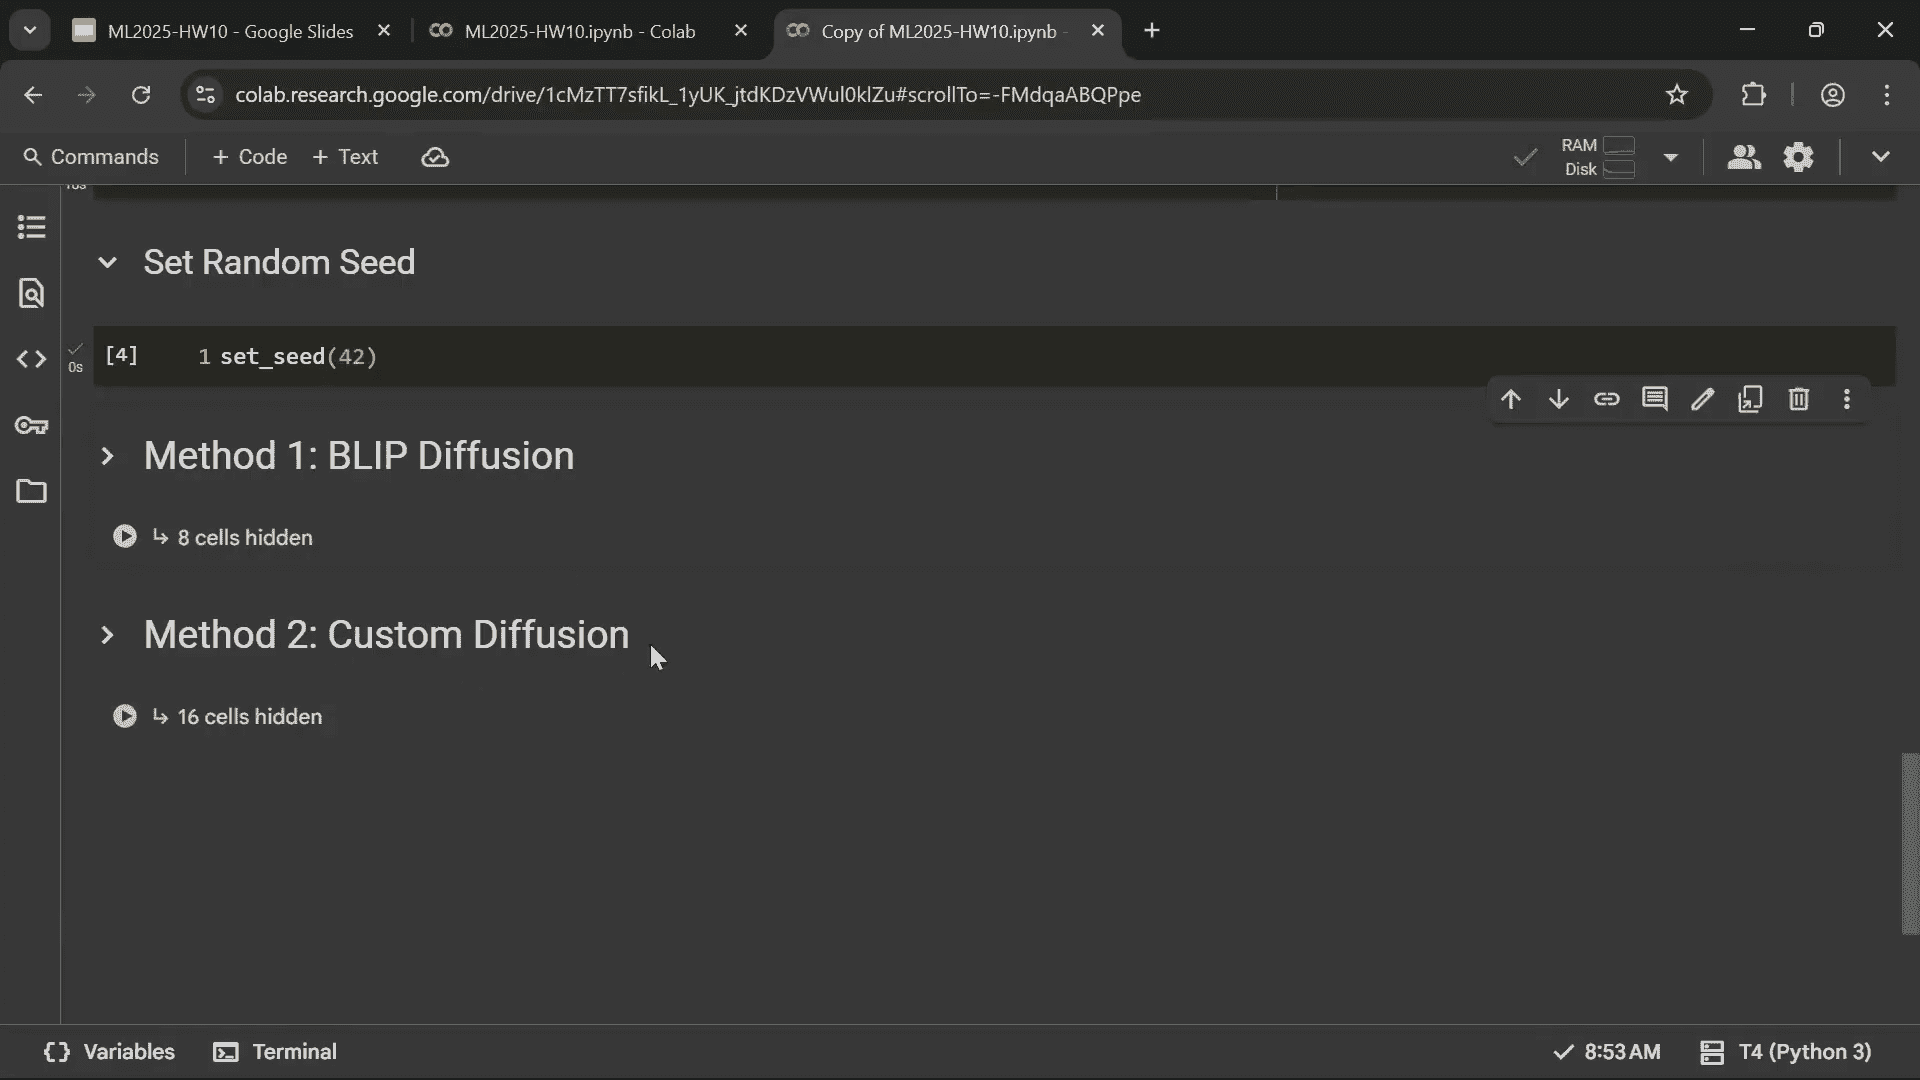 ML2025-HW10 - Google Slides
ML2025-HW10.ipynb - Colab
Copy of ML2025-HW10.ipynb -
colab.research.google.com/drive/1cMzTT7sfikL_1yUK_jtdKDzVWul0klZu#scrollTo=-FMdqaABQPpe
Commands
+ Code
+ Text
RAM
Disk
Set Random Seed
[4]
1 set_seed(42)
0s
Method 1: BLIP Diffusion
8 cells hidden
Method 2: Custom Diffusion
16 cells hidden
Variables
Terminal
8:53 AM
T4 (Python 3)